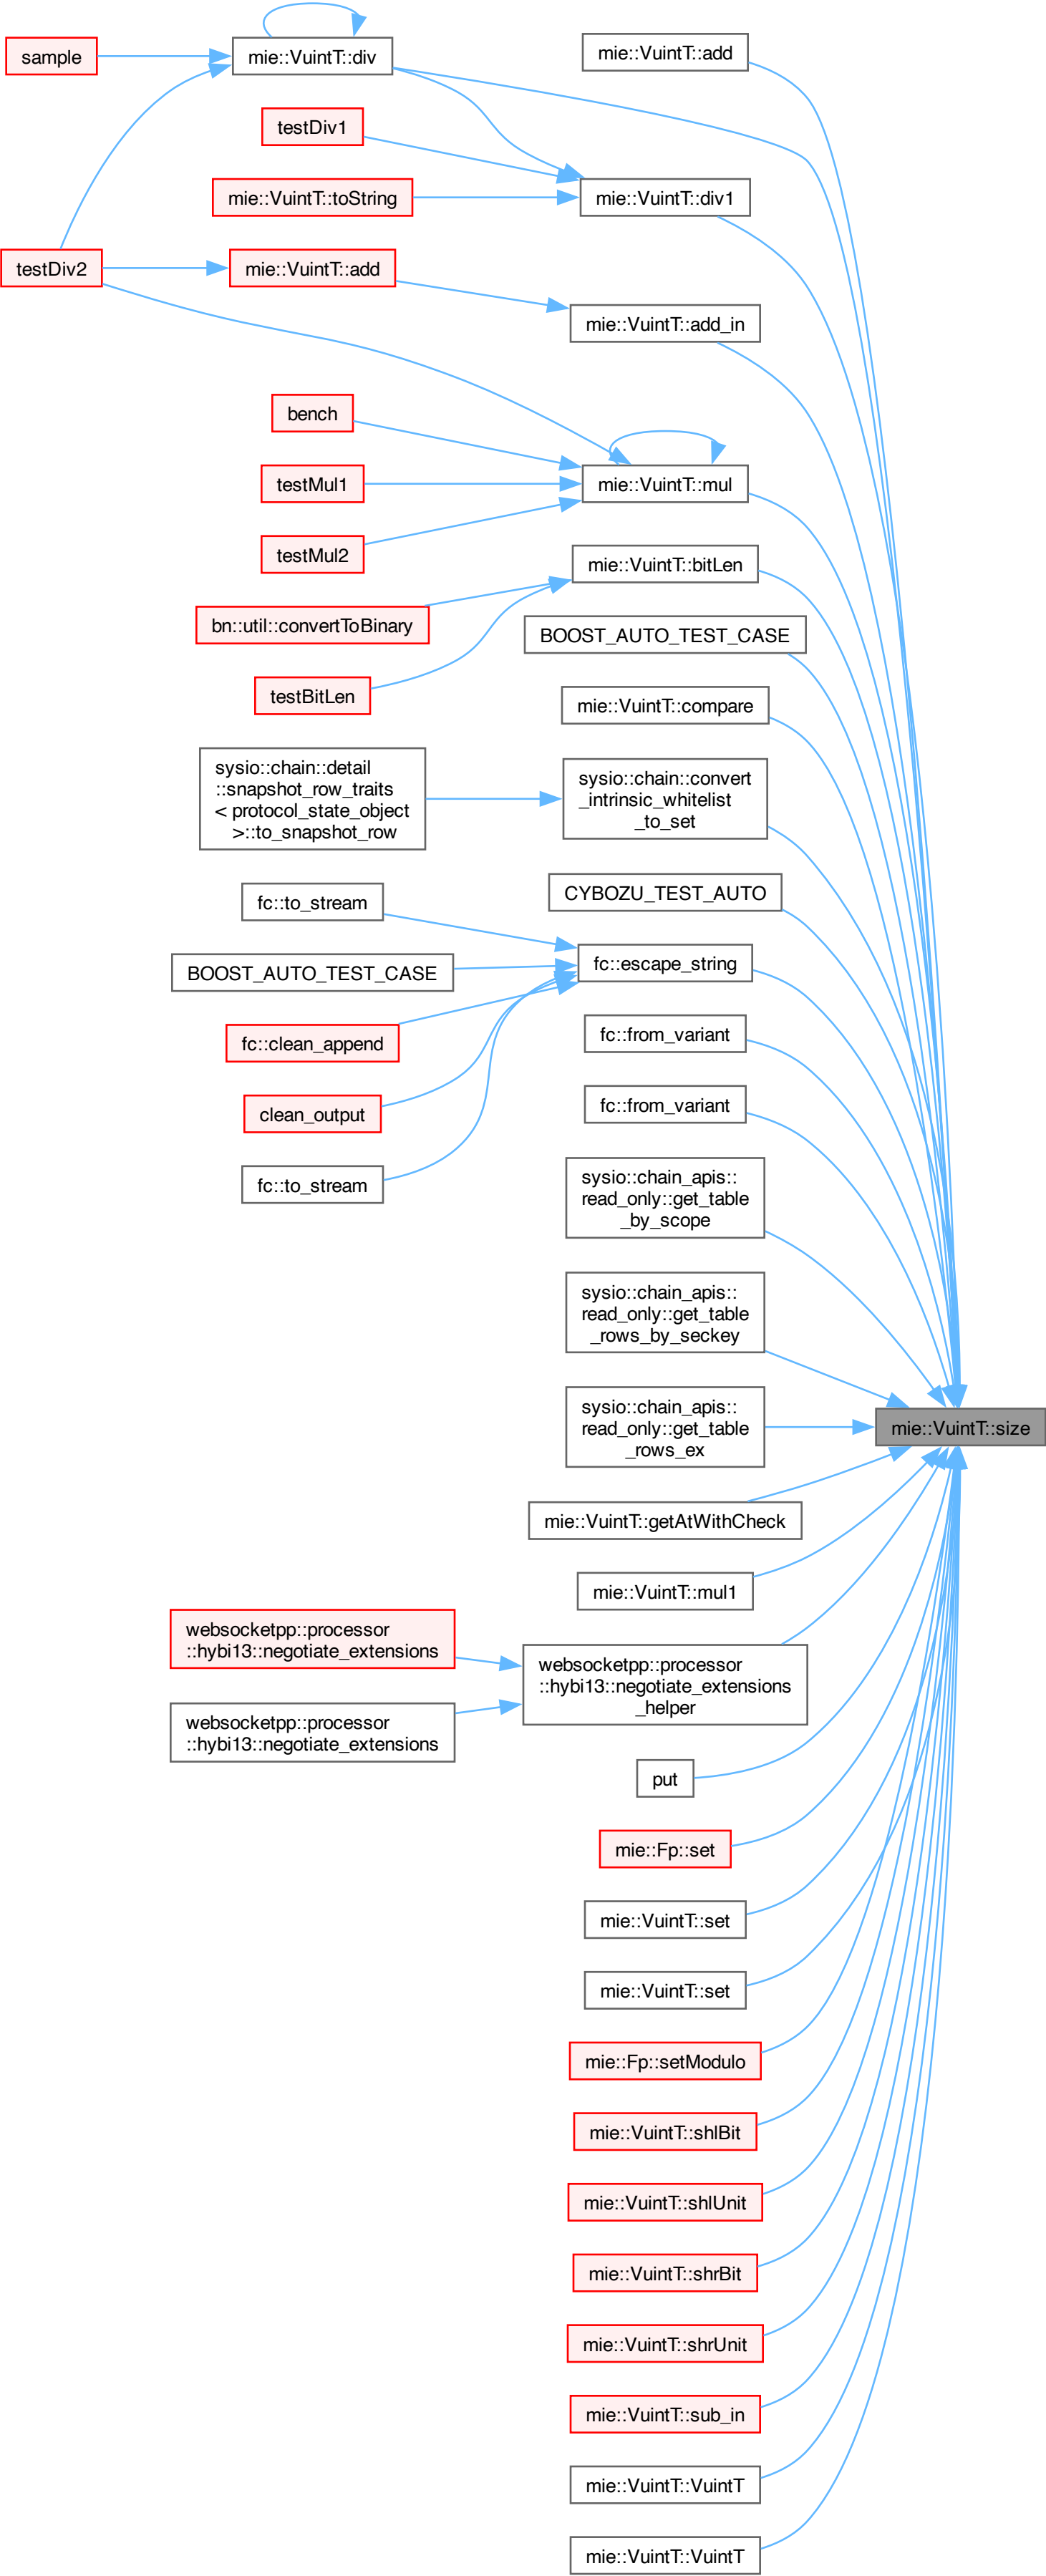 sample
mie::VuintT::div
mie::VuintT::add
testDiv1
mie::VuintT::toString
mie::VuintT::div1
testDiv2
mie::VuintT::add
mie::VuintT::add_in
bench
testMul1
mie::VuintT::mul
testMul2
mie::VuintT::bitLen
bn::util::convertToBinary
BOOST_AUTO_TEST_CASE
testBitLen
mie::VuintT::compare
sysio::chain::detail
::snapshot_row_traits
< protocol_state_object
>::to_snapshot_row
sysio::chain::convert
_intrinsic_whitelist
_to_set
CYBOZU_TEST_AUTO
fc::to_stream
BOOST_AUTO_TEST_CASE
fc::escape_string
fc::clean_append
fc::from_variant
clean_output
fc::from_variant
fc::to_stream
sysio::chain_apis::
read_only::get_table
_by_scope
sysio::chain_apis::
read_only::get_table
_rows_by_seckey
sysio::chain_apis::
read_only::get_table
_rows_ex
mie::VuintT::size
mie::VuintT::getAtWithCheck
mie::VuintT::mul1
websocketpp::processor
::hybi13::negotiate_extensions
websocketpp::processor
::hybi13::negotiate_extensions
_helper
websocketpp::processor
::hybi13::negotiate_extensions
put
mie::Fp::set
mie::VuintT::set
mie::VuintT::set
mie::Fp::setModulo
mie::VuintT::shlBit
mie::VuintT::shlUnit
mie::VuintT::shrBit
mie::VuintT::shrUnit
mie::VuintT::sub_in
mie::VuintT::VuintT
mie::VuintT::VuintT